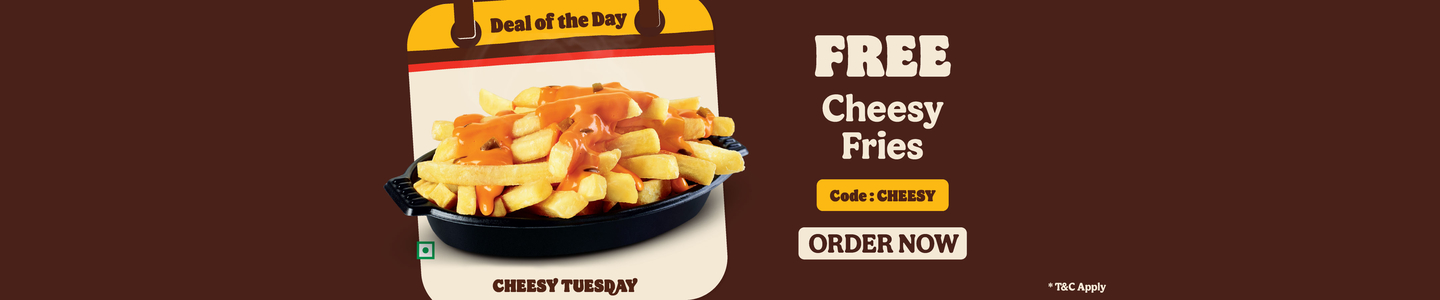 Deal of the Day
CHEESY TUESDAY
FREE
Cheesy
Fries
Code : CHEESY
ORDER NOW
* T&C Apply